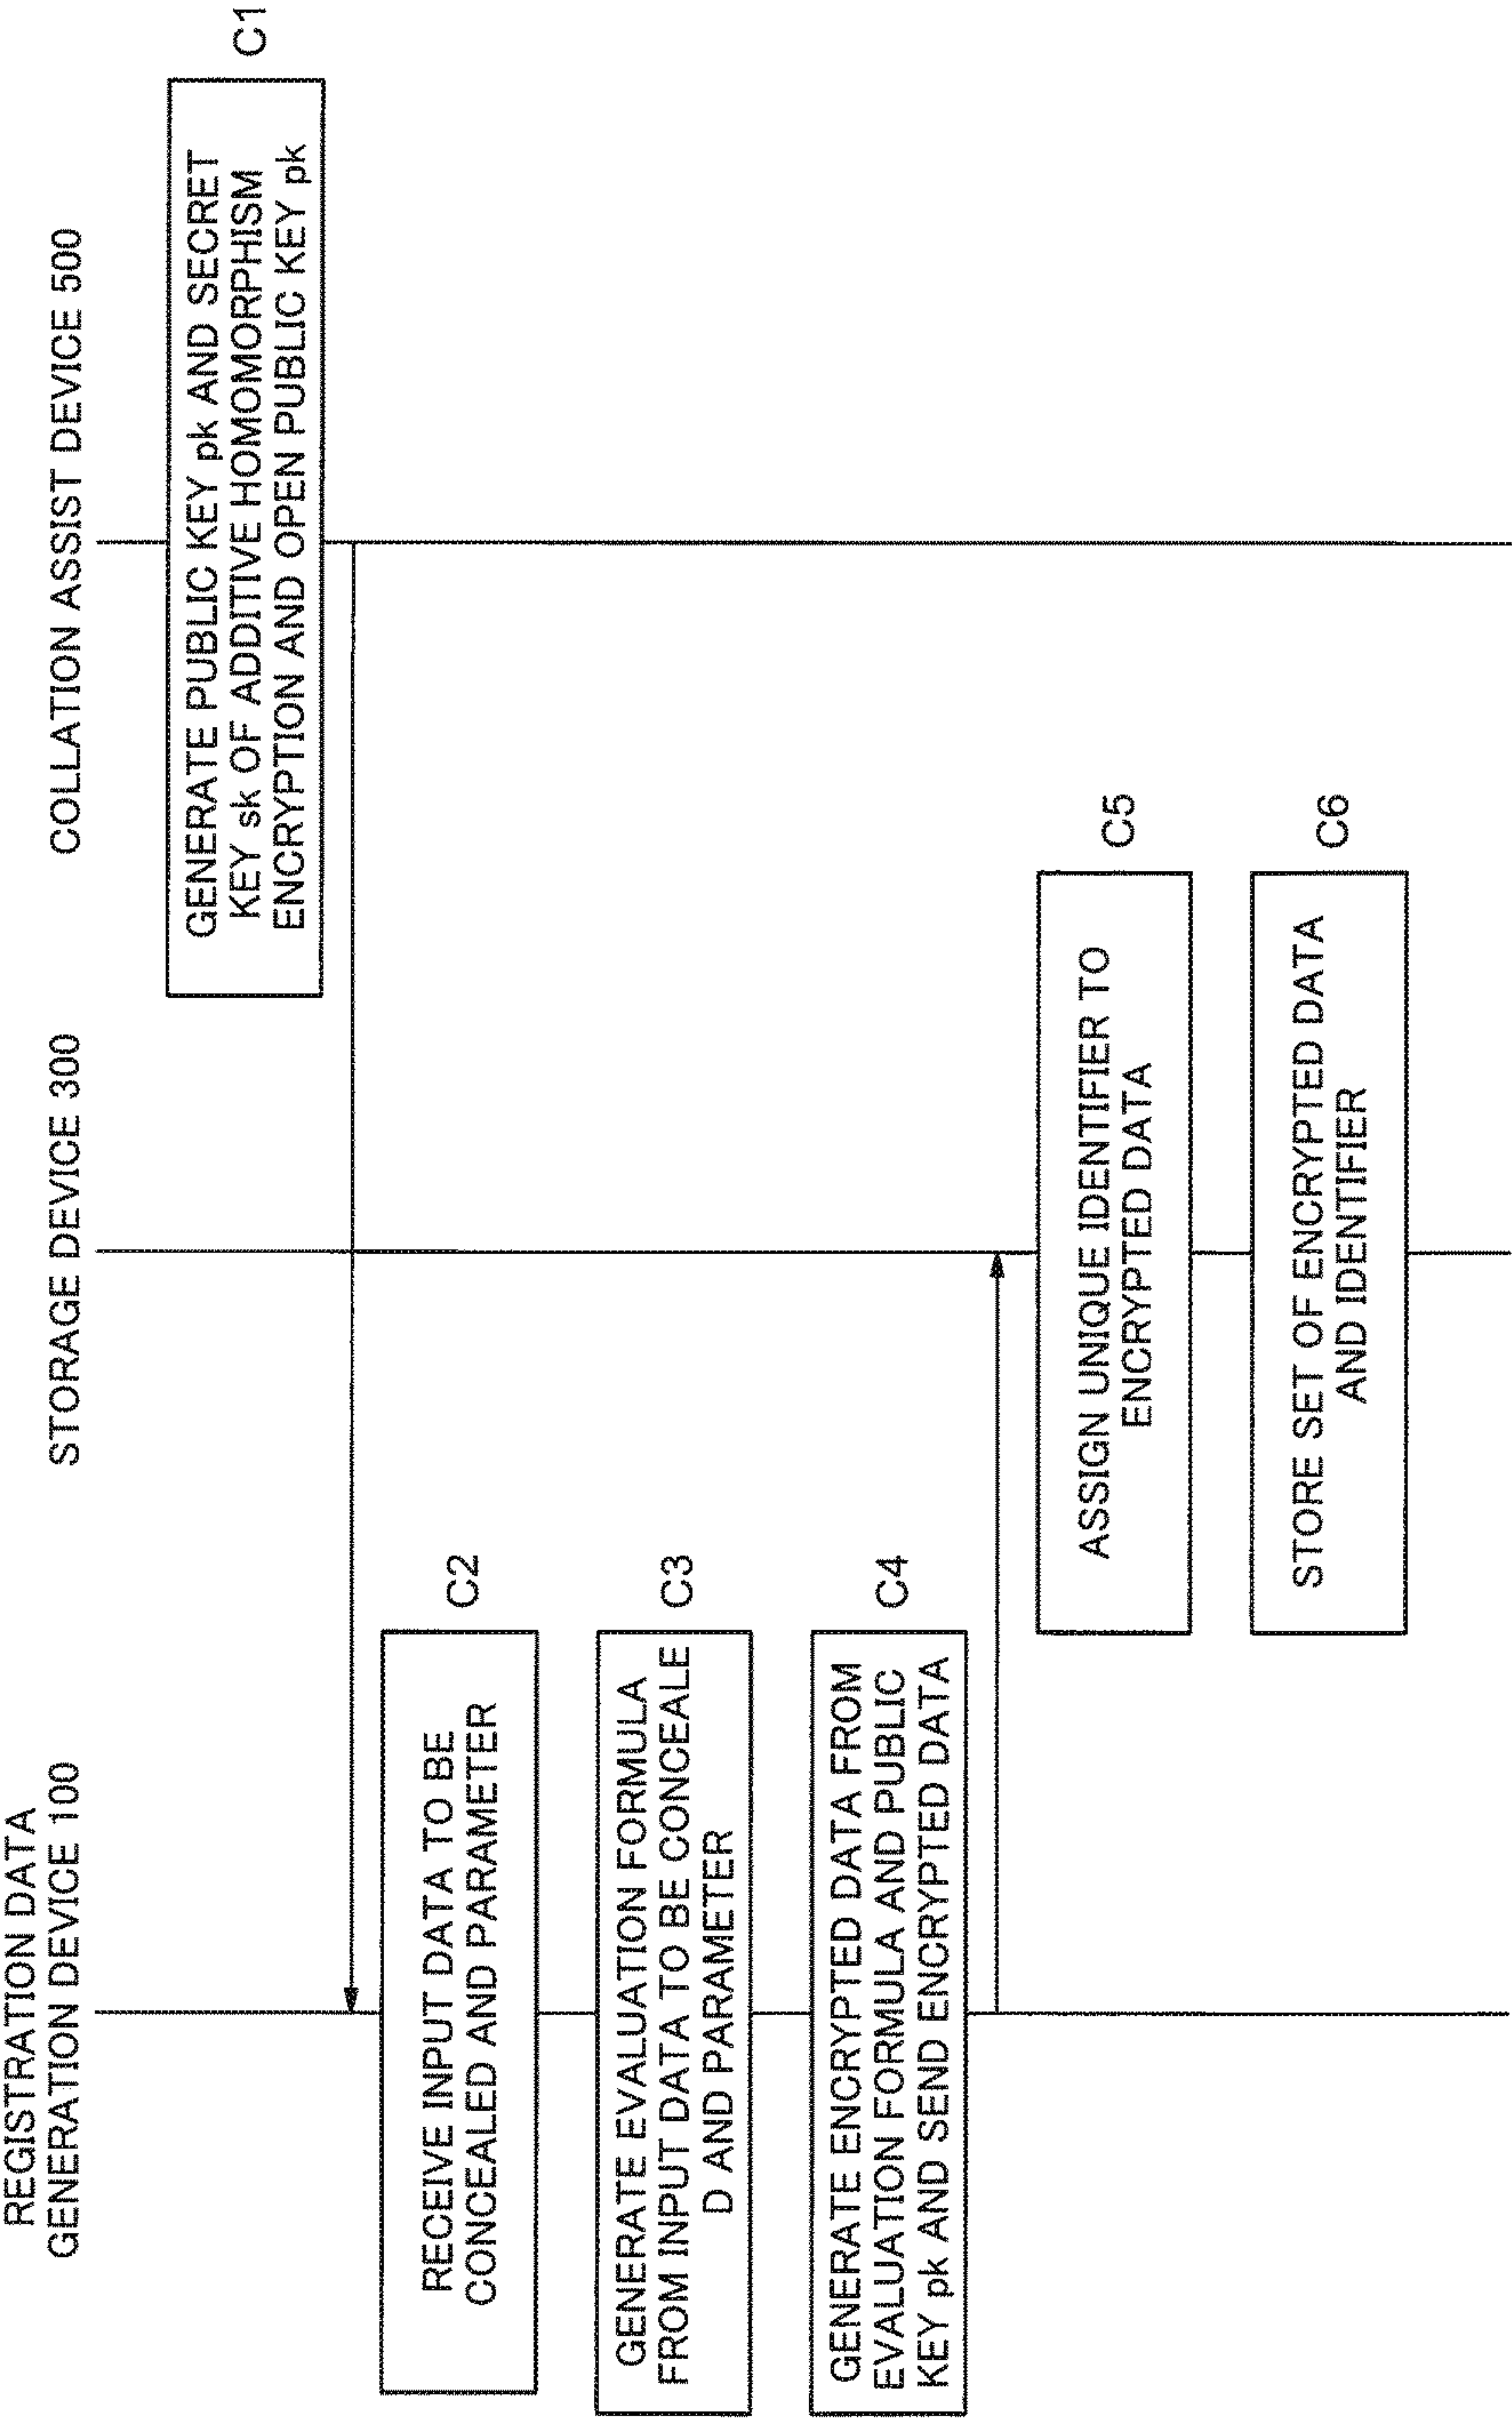 REGISTRATION DATA
GENERATION DEVICE 100
STORAGE DEVICE 300
COLLATION ASSIST DEVICE 500
GENERATE PUBLIC KEY pk AND SECRET
KEY sk OF ADDITIVE HOMOMORPHISM
ENCRYPTION AND OPEN PUBLIC KEY pk
C1
RECEIVE INPUT DATA TO BE
CONCEALED AND PARAMETER
C2
GENERATE EVALUATION FORMULA
FROM INPUT DATA TO BE CONCEALE
D AND PARAMETER
C3
GENERATE ENCRYPTED DATA FROM
EVALUATION FORMULA AND PUBLIC
KEY pk AND SEND ENCRYPTED DATA
C4
ASSIGN UNIQUE IDENTIFIER TO
ENCRYPTED DATA
C5
STORE SET OF ENCRYPTED DATA
AND IDENTIFIER
C6